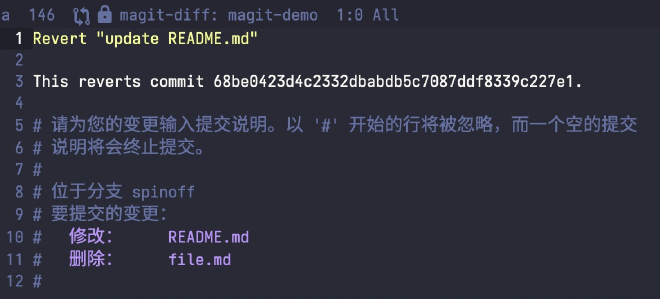 a 146 magit-diff: magit-demo 1:0 All
1 Revert "update README.md"
2
3 This reverts commit 68be0423d4c2332dbabdb5c7087ddf8339c227e1.
4
5 # 请为您的变更输入提交说明。以 '#' 开始的行将被忽略，而一个空的提交
6 # 说明将会终止提交。
7 #
8 # 位于分支 spinoff
9 # 要提交的变更：
10 # 修改： README.md
11 # 删除： file.md
12 #